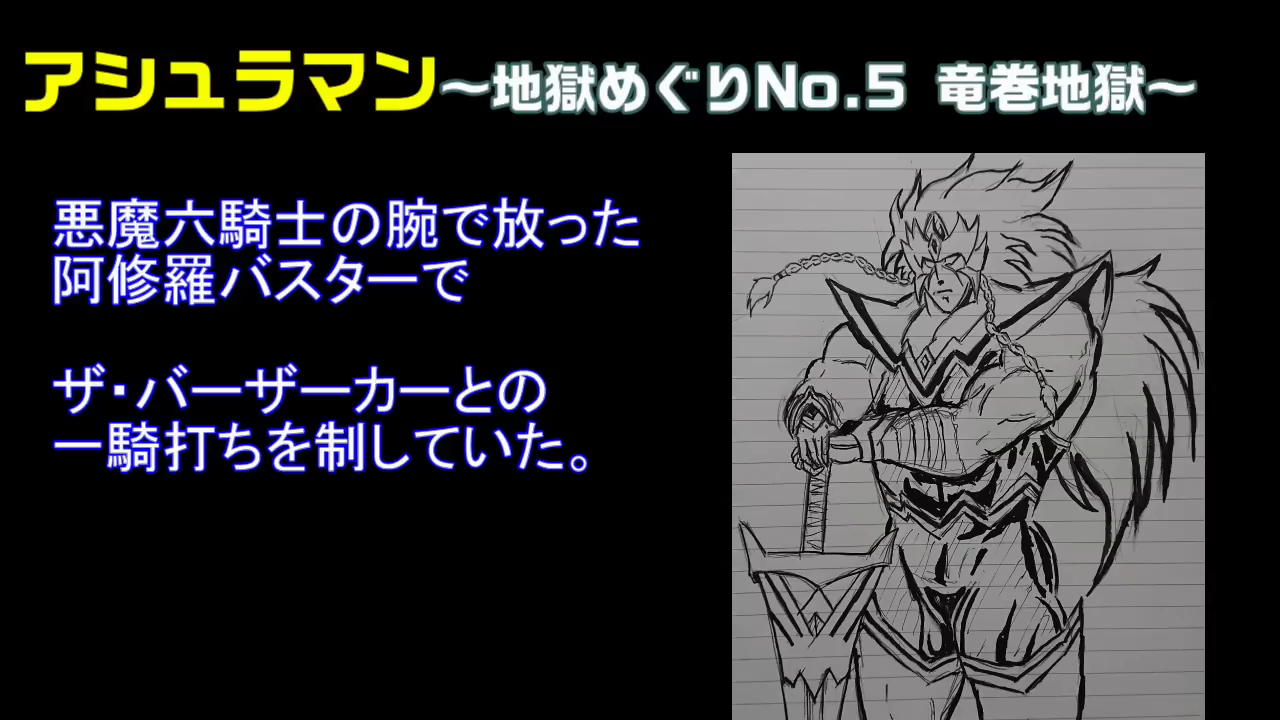 アシュラマン～地獄めぐりNo.5 竜巻地獄～
悪魔六騎士の腕で放った
阿修羅バスターで
ザ・バーザーカーとの
一騎打ちを制していた。